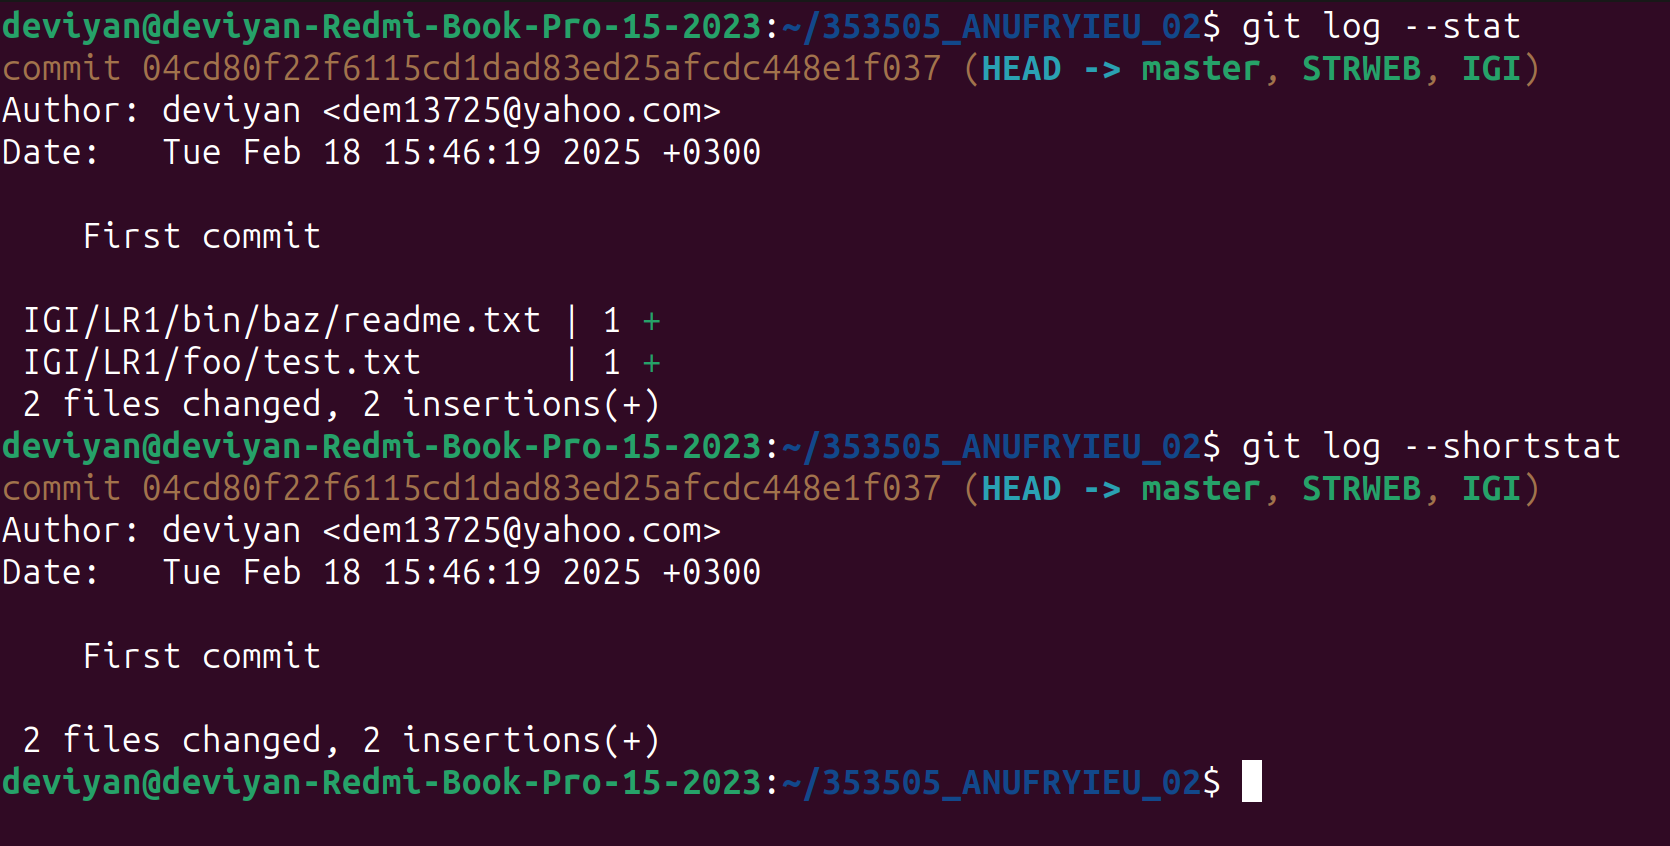 deviyan@deviyan-Redmi-Book-Pro-15-2023:~/353505_ANUFRYIEU_02$ git log --stat
commit 04cd80f22f6115cd1dad83ed25afcdc448e1f037 (HEAD -> master, STRWEB, IGI)
Author: deviyan <dem13725@yahoo.com>
Date:   Tue Feb 18 15:46:19 2025 +0300

    First commit

 IGI/LR1/bin/baz/readme.txt | 1 +
 IGI/LR1/foo/test.txt       | 1 +
 2 files changed, 2 insertions(+)
deviyan@deviyan-Redmi-Book-Pro-15-2023:~/353505_ANUFRYIEU_02$ git log --shortstat
commit 04cd80f22f6115cd1dad83ed25afcdc448e1f037 (HEAD -> master, STRWEB, IGI)
Author: deviyan <dem13725@yahoo.com>
Date:   Tue Feb 18 15:46:19 2025 +0300

    First commit

 2 files changed, 2 insertions(+)
deviyan@deviyan-Redmi-Book-Pro-15-2023:~/353505_ANUFRYIEU_02$